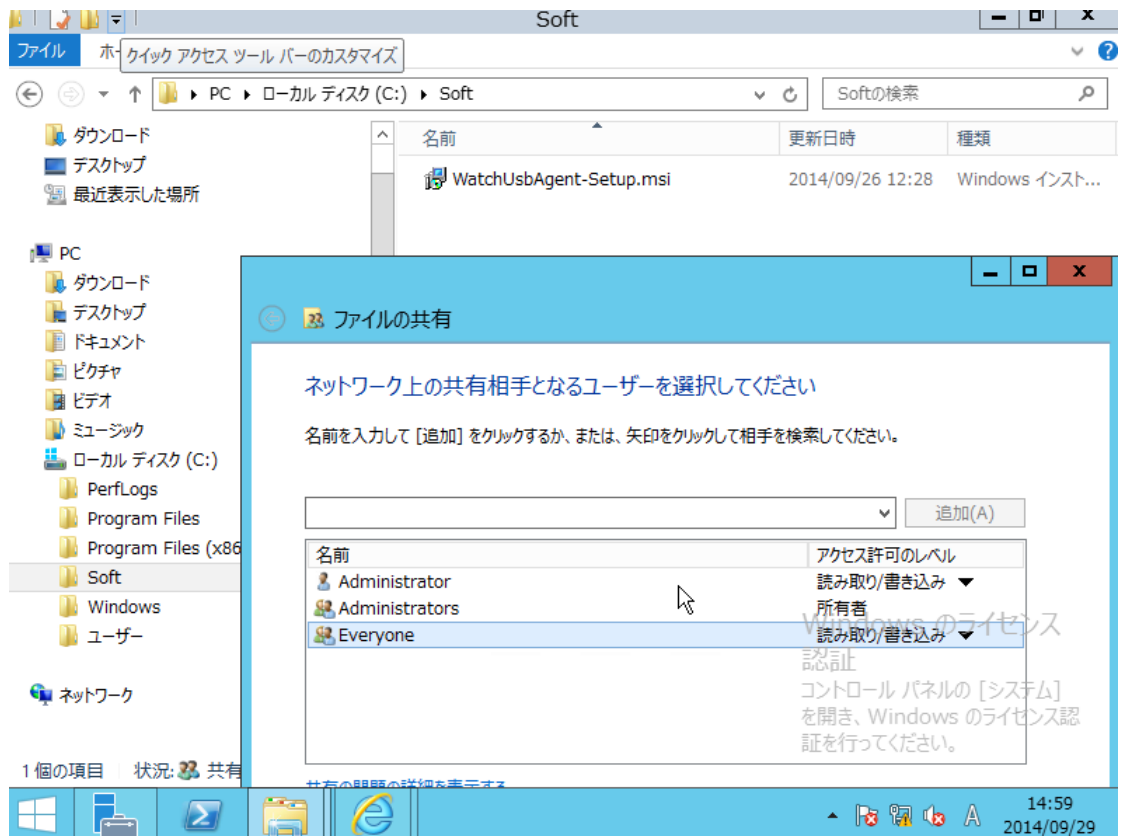 Soft
ファイル
ホ
クイック アクセス ツール バーのカスタマイズ
PC
ローカル ディスク (C:)
Soft
Softの検索
ダウンロード
デスクトップ
最近表示した場所
名前
更新日時
種類
WatchUsbAgent-Setup.msi
2014/09/26 12:28
Windows インスト...
PC
ダウンロード
デスクトップ
ドキュメント
ピクチャ
ビデオ
ミュージック
ローカル ディスク (C:)
PerfLogs
Program Files
Program Files (x86
Soft
Windows
ユーザー
ネットワーク
1 個の項目
状況:
共有
ファイルの共有
ネットワーク上の共有相手となるユーザーを選択してください
名前を入力して [追加] をクリックするか、または、矢印をクリックして相手を検索してください。
追加(A)
名前
アクセス許可のレベル
Administrator
読み取り/書き込み
Administrators
所有者
Everyone
読み取り/書き込み
Windows のライセンス
認証
コントロール パネルの [システム]
を開き、Windows のライセンス認
証を行ってください。
共有の問題の詳細を表示する
A
14:59
2014/09/29